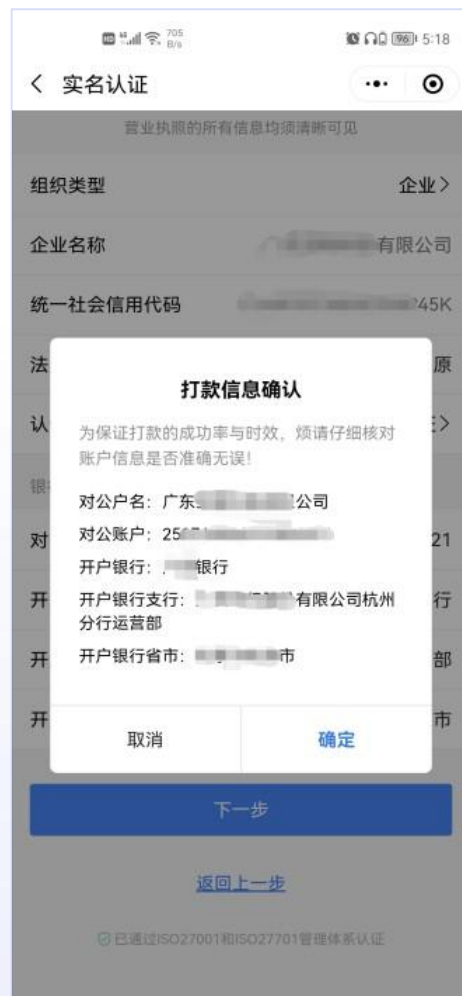 705
B/s
96
5:18
实名认证
营业执照的所有信息均须清晰可见
组织类型
企业
企业名称
有限公司
统一社会信用代码
45K
法
原
打款信息确认
认
为保证打款的成功率与时效，烦请仔细核对
账户信息是否准确无误！
银
对公户名：广东 公司
对公账户：25
对
21
开户银行： 银行
开
行
开户银行支行： 有限公司杭州
分行运营部
开
部
开户银行省市： 市
开
市
取消
确定
下一步
返回上一步
已通过ISO27001和ISO27701管理体系认证